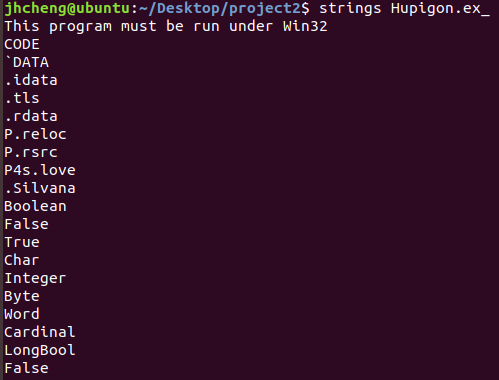 jhcheng@ubuntu:~/Desktop/project2$ strings Hupigon.ex_
This program must be run under Win32
CODE
`DATA
.idata
.tls
.rdata
P.reloc
P.rsrc
P4s.love
.Silvana
Boolean
False
True
Char
Integer
Byte
Word
Cardinal
LongBool
False